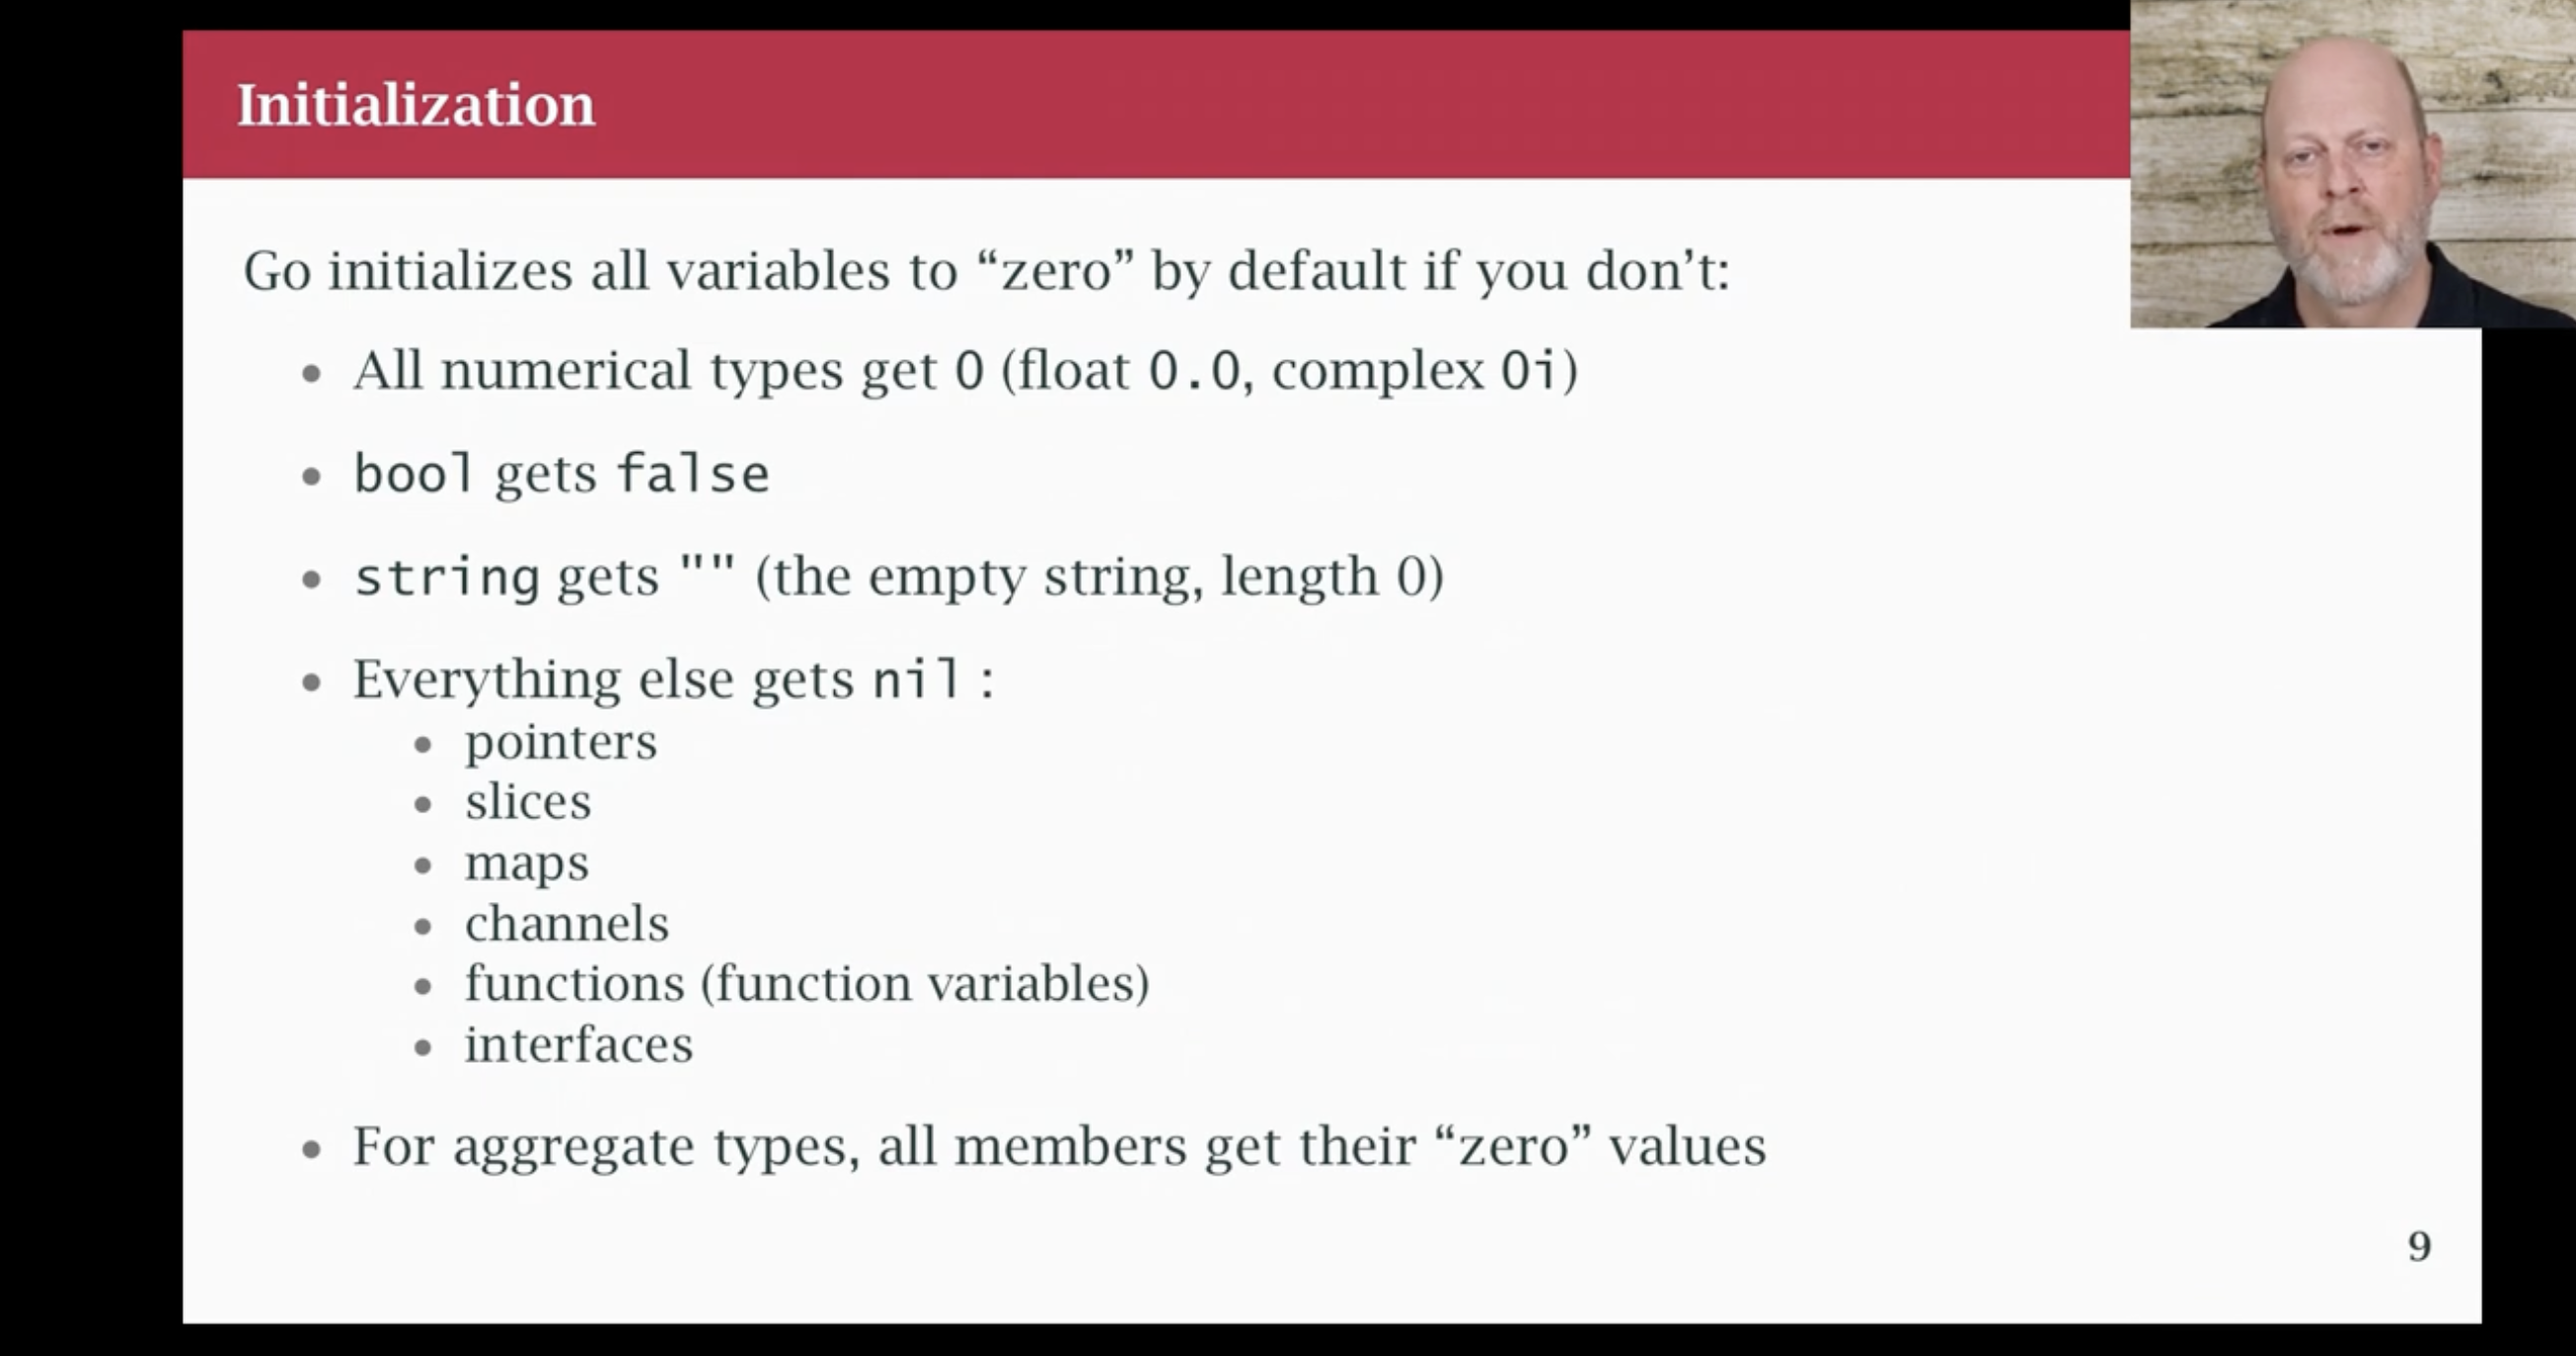 Initialization
Go initializes all variables to “zero” by default if you don’t:
• All numerical types get 0 (float 0.0, complex 0i)
• bool gets false
• string gets "" (the empty string, length 0)
• Everything else gets nil :
• pointers
• slices
• maps
• channels
• functions (function variables)
• interfaces
• For aggregate types, all members get their “zero” values
9